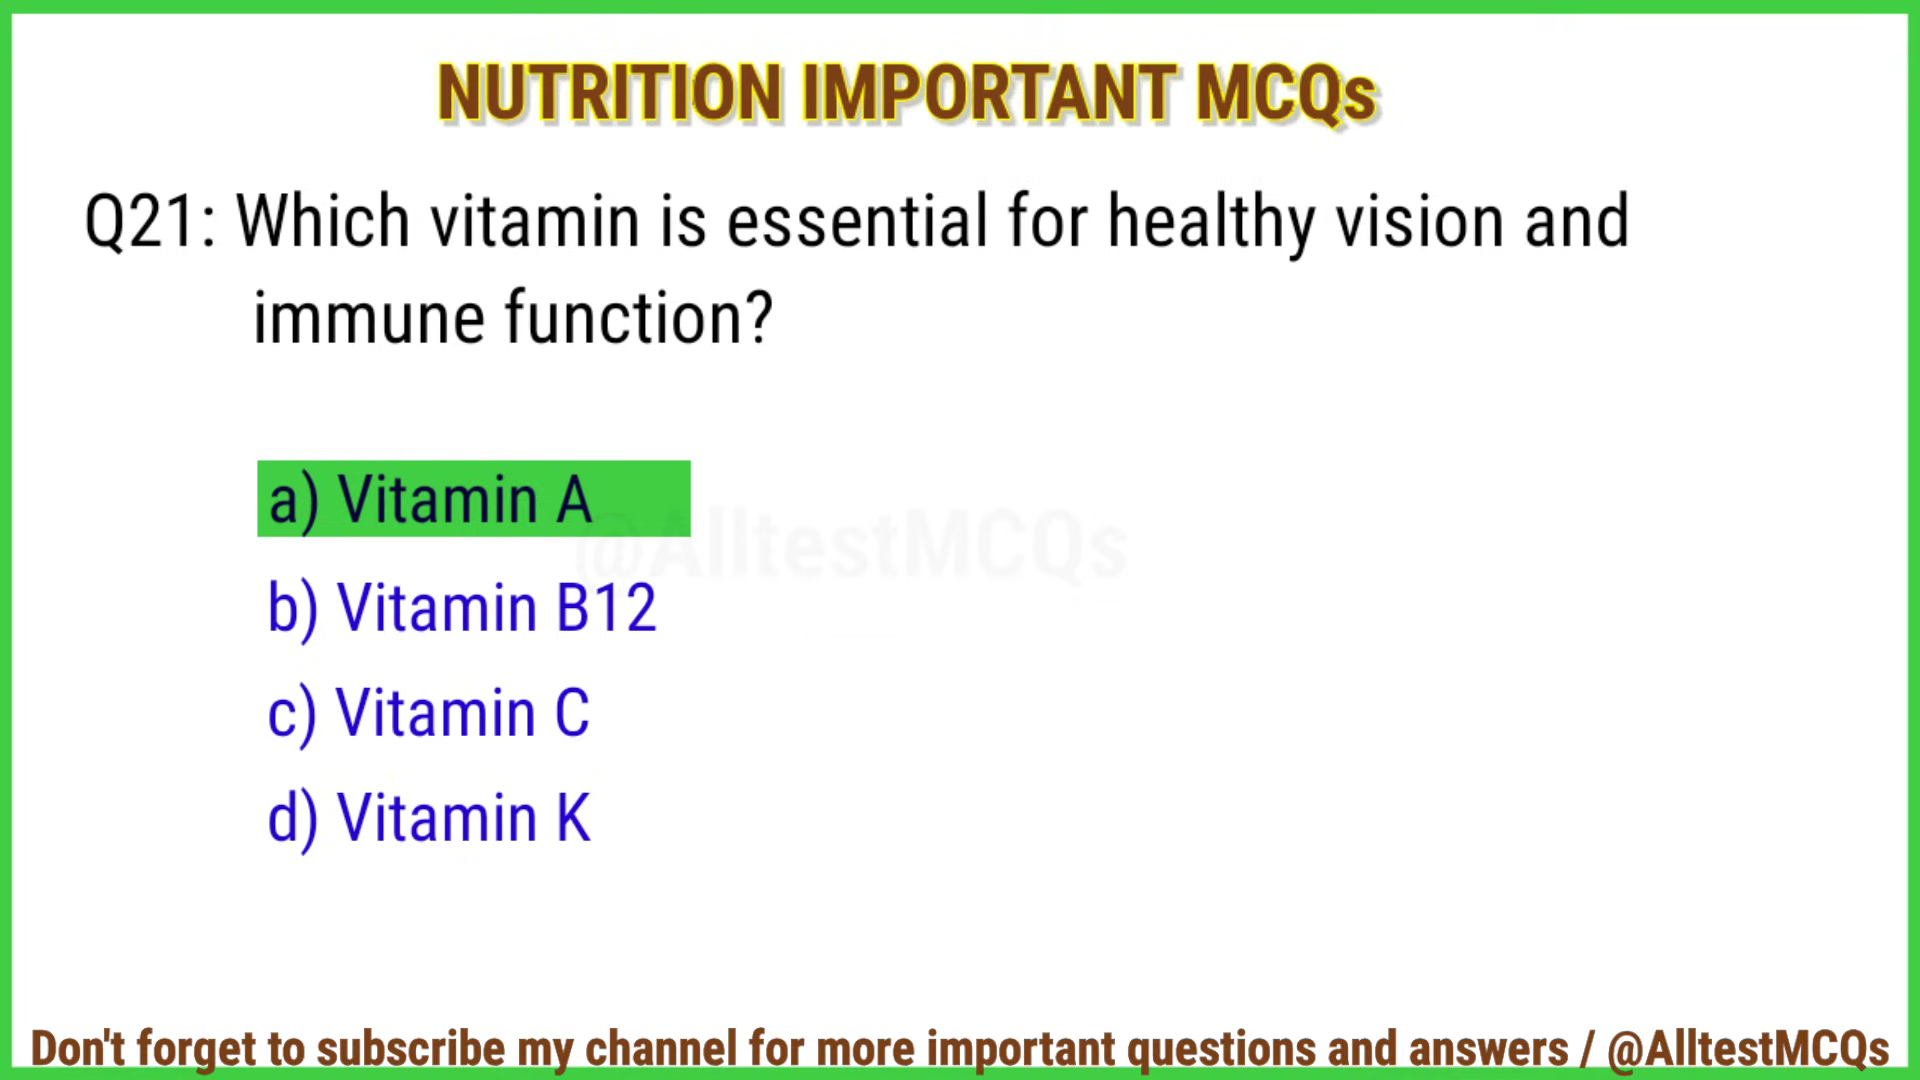 NUTRITION IMPORTANT MCQs
Q21: Which vitamin is essential for healthy vision and
immune function?
a) Vitamin A
@AlltestMCQs
b) Vitamin B12
c) Vitamin C
d) Vitamin K
Don't forget to subscribe my channel for more important questions and answers / @AlltestMCQs